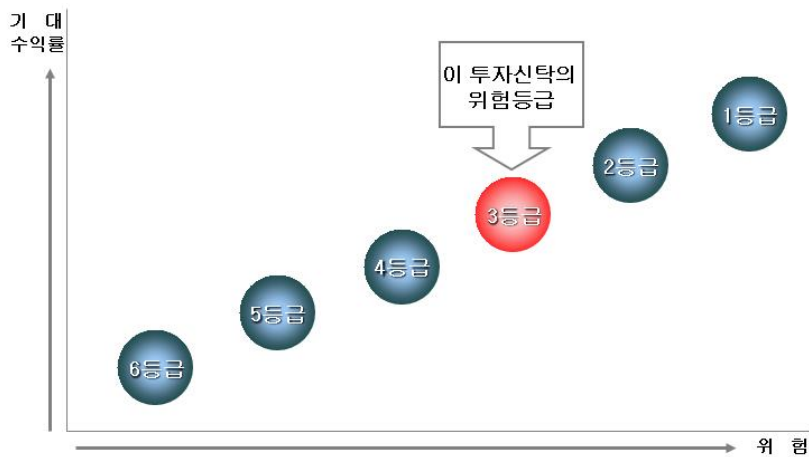 기 대
수익률
이 투자신탁의
위험등급
1등급
2등급
3등급
4등급
5등급
6등급
위 험